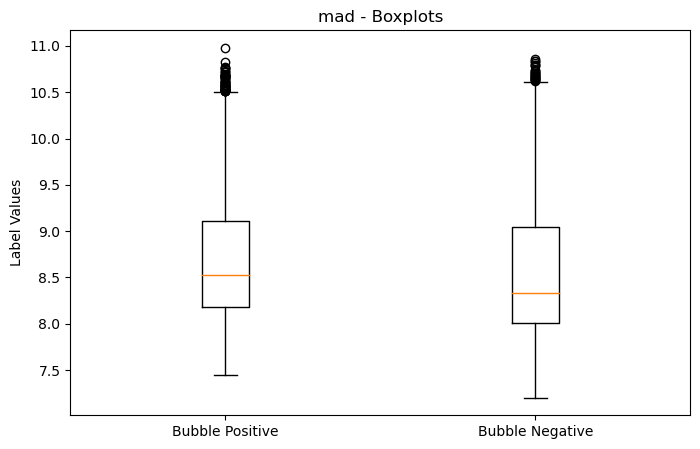 mad - Boxplots
Label Values
11.0
10.5
10.0
9.5
9.0
8.5
8.0
7.5
Bubble Positive
Bubble Negative